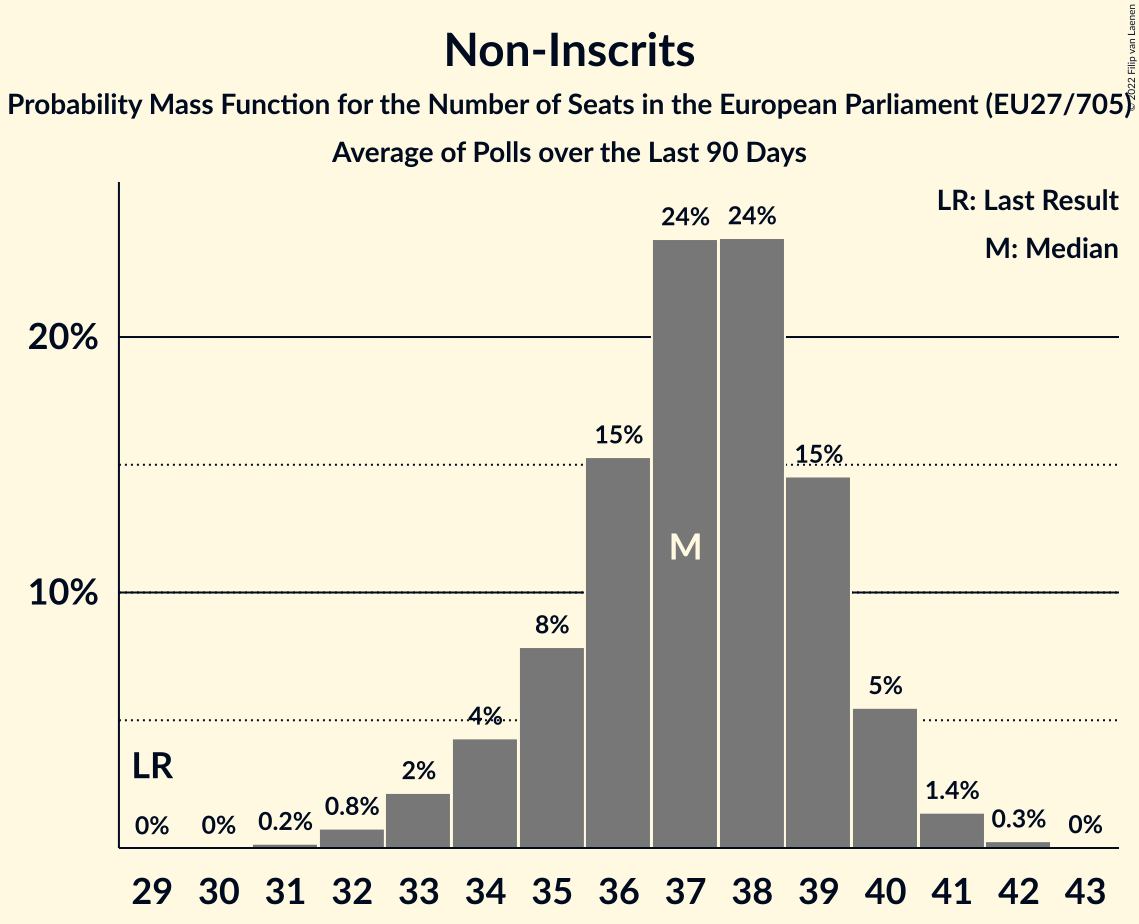 Non-Inscrits
Probability Mass Function for the Number of Seats in the European Parliament (EU27/705)
Average of Polls over the Last 90 Days
© 2022 Filip van Laenen
LR: Last Result
M: Median
24% 24%
20%
15%
15%
M
10%
8%
5%
4%
LR
2%
1.4%
0.8%
0% 0% 0.2% 0.3% 0%
29 30 31 32 33 34 35 36 37 38 39 40 41 42 43